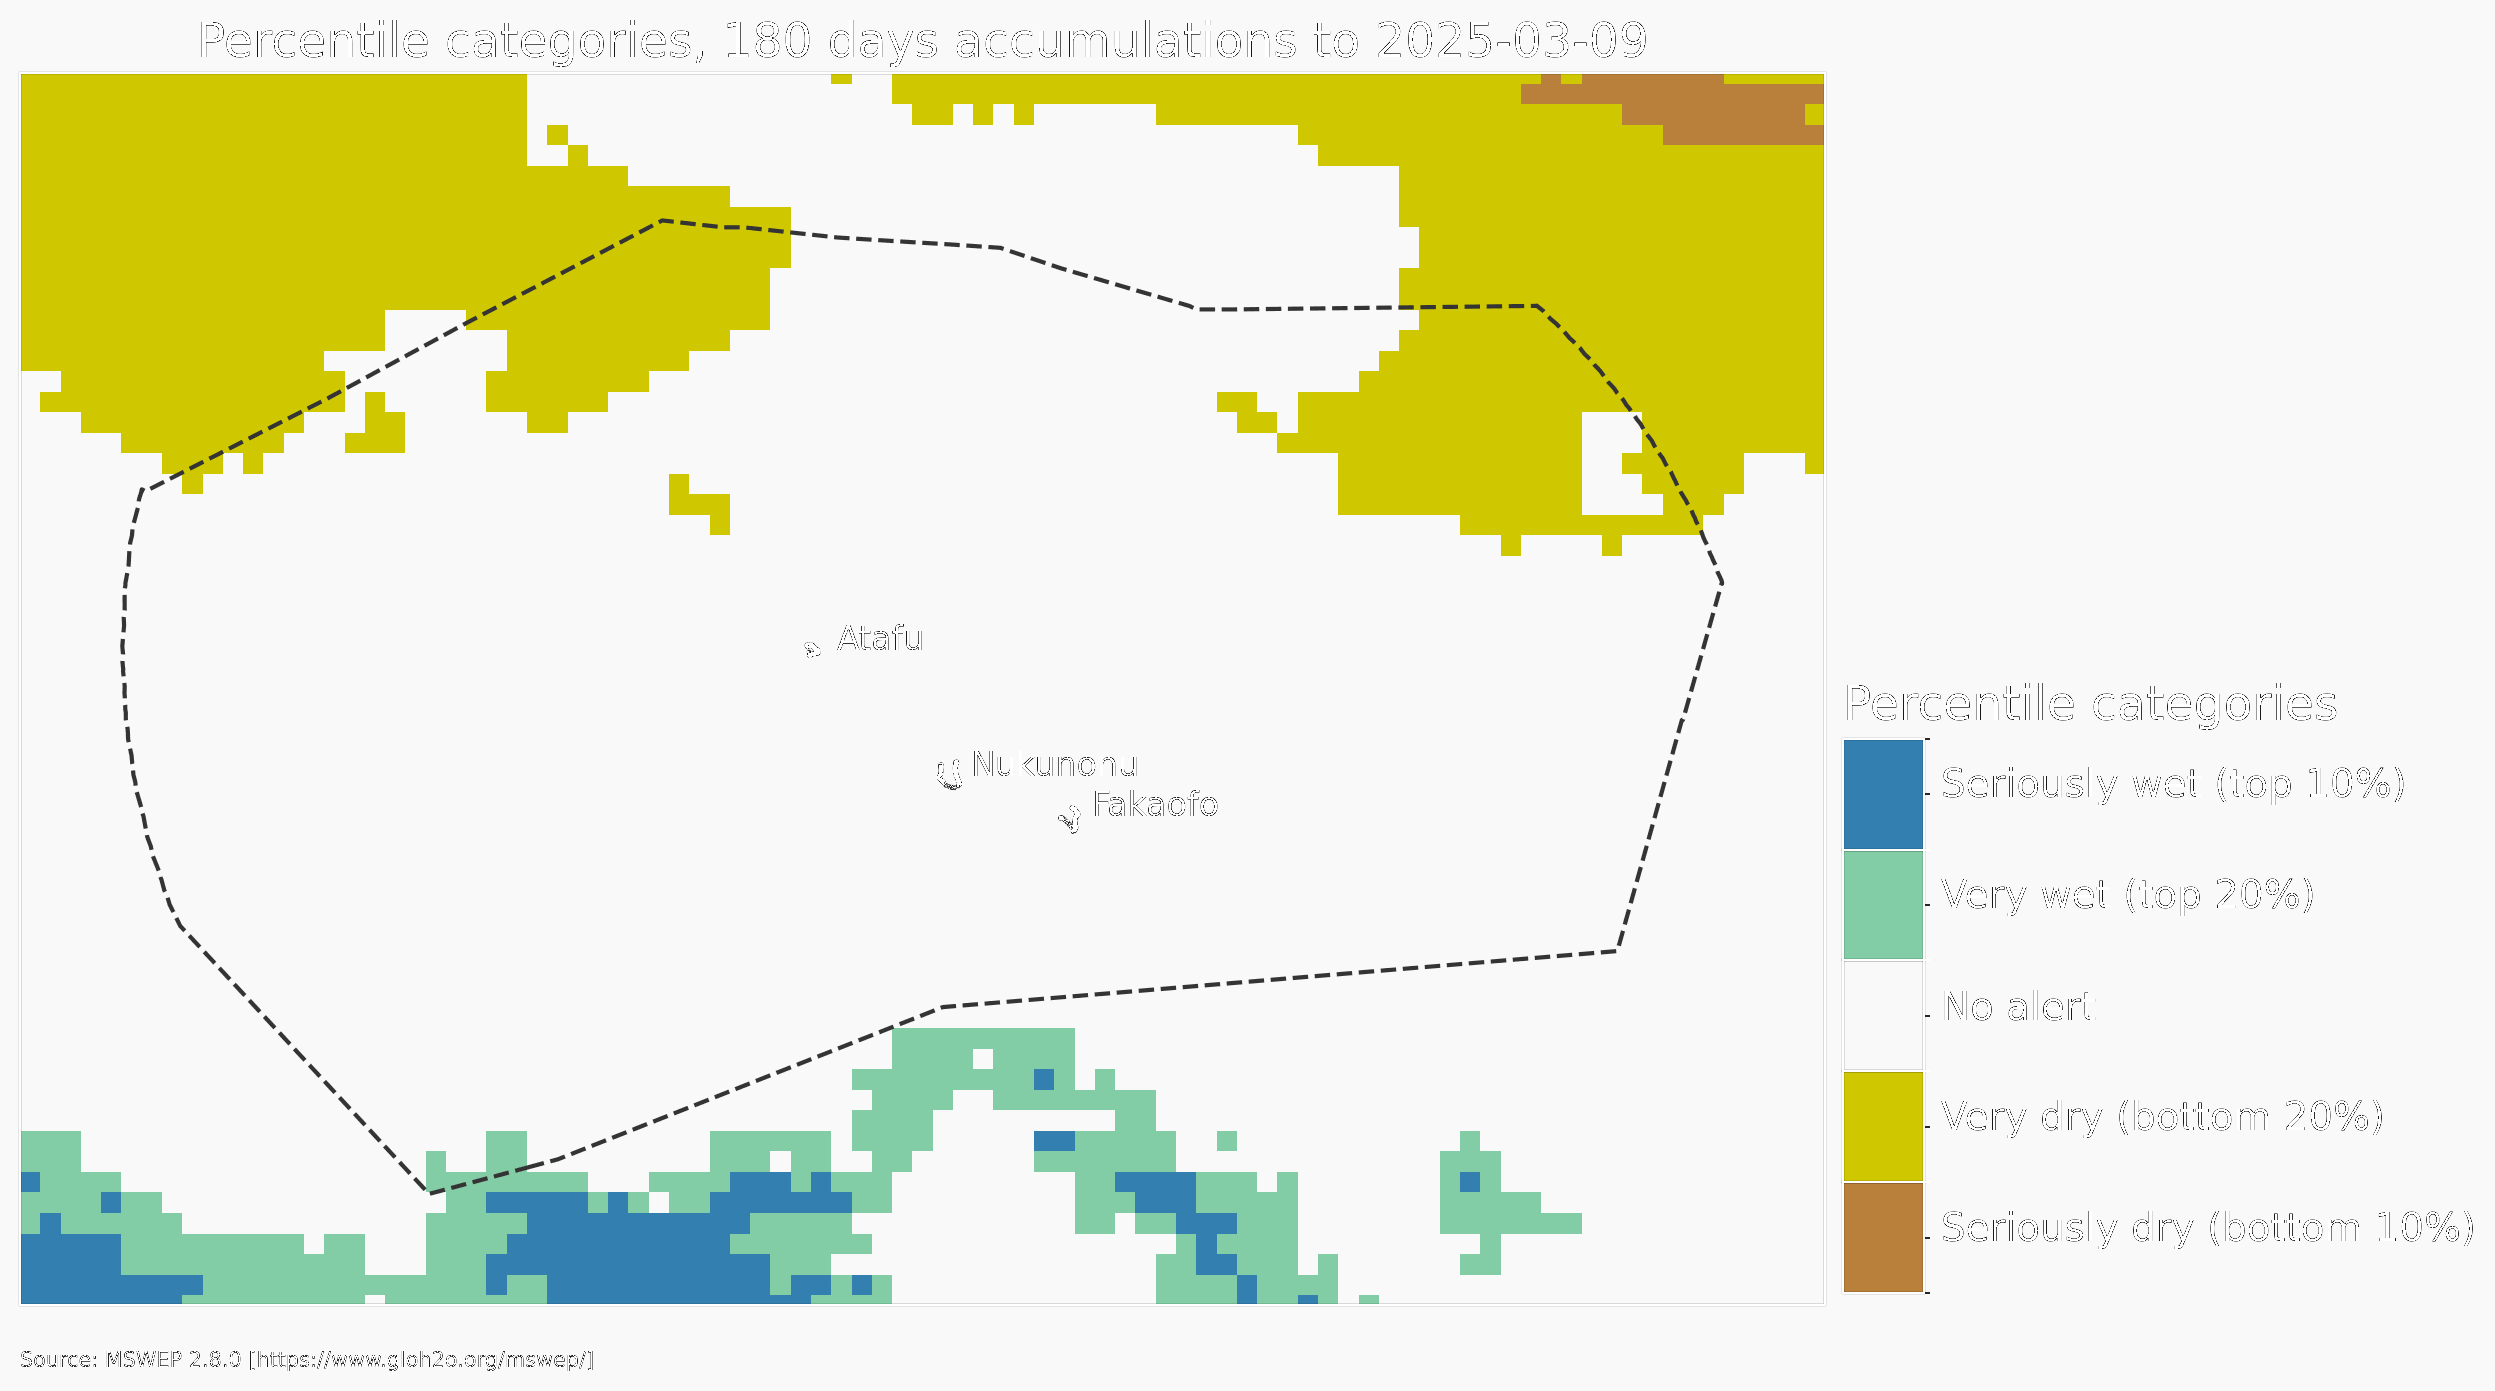 Percentile categories, 180 days accumulations to 2025-03-09
Atafu
Nukunonu
Fakaofo
Percentile categories
Seriously wet (top 10%)
Very wet (top 20%)
No alert
Very dry (bottom 20%)
Seriously dry (bottom 10%)
Source: MSWEP 2.8.0 [https://www.gloh2o.org/mswep/]